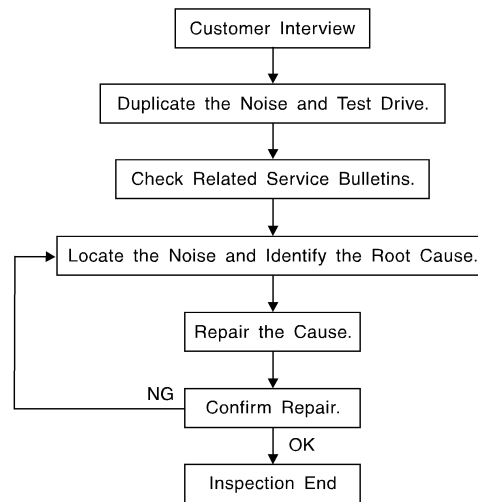 Customer Interview
Duplicate the Noise and Test Drive.
Check Related Service Bulletins.
Locate the Noise and Identify the Root Cause.
Repair the Cause.
NG
Confirm Repair.
OK
Inspection End